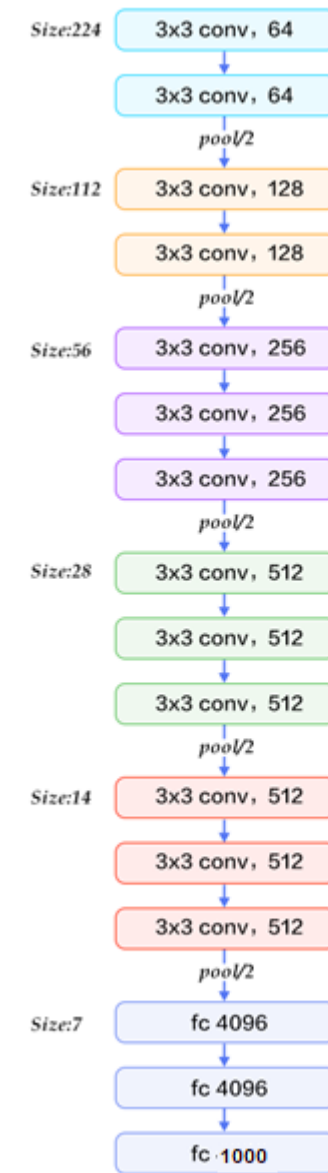 Size:224 3x3 conv, 64
3x3 conv, 64
pool/2
Size:112 3x3 conv, 128
3x3 conv, 128
pool/2
Size:56 3x3 conv, 256
3x3 conv, 256
3x3 conv, 256
pool/2
Size:28 3x3 conv, 512
3x3 conv, 512
3x3 conv, 512
pool/2
Size:14 3x3 conv, 512
3x3 conv, 512
3x3 conv, 512
pool/2
Size:7 fc 4096
fc 4096
fc 1000